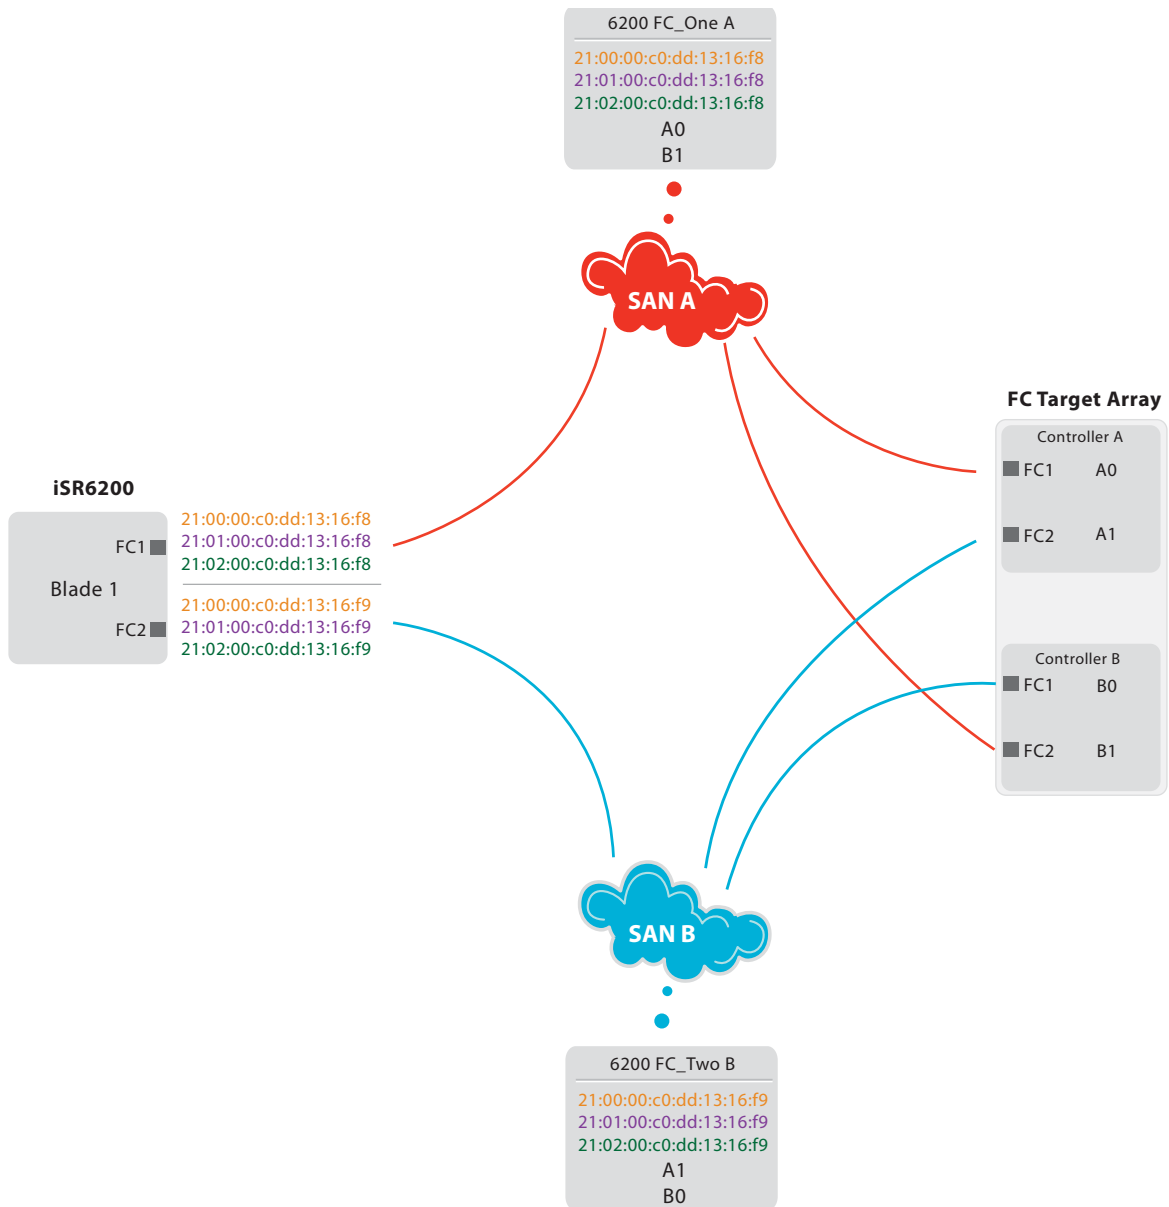 6200 FC_One A
21:00:00:c0:dd:13:16:f8
21:01:00:c0:dd:13:16:f8
21:02:00:c0:dd:13:16:f8
A0
B1
SAN A
FC Target Array
Controller A
FC1 A0
FC2 A1
Controller B
FC1 B0
FC2 B1
iSR6200
Blade 1
FC1
21:00:00:c0:dd:13:16:f8
21:01:00:c0:dd:13:16:f8
21:02:00:c0:dd:13:16:f8
FC2
21:00:00:c0:dd:13:16:f9
21:01:00:c0:dd:13:16:f9
21:02:00:c0:dd:13:16:f9
SAN B
6200 FC_Two B
21:00:00:c0:dd:13:16:f9
21:01:00:c0:dd:13:16:f9
21:02:00:c0:dd:13:16:f9
A1
B0